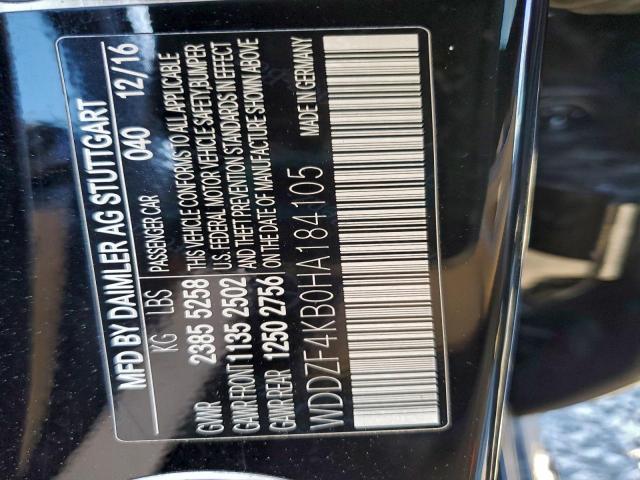 MFD BY DAIMLER AG STUTTGART
PASSENGER CAR 040 12/16
KG LBS
GVWR 2385 5258
GAWR FRONT 1135 2502
GAWR REAR 1250 2756
THIS VEHICLE CONFORMS TO ALL APPLICABLE
U.S. FEDERAL MOTOR VEHICLE SAFETY,BUMPER
AND THEFT PREVENTION STANDARDS IN EFFECT
ON THE DATE OF MANUFACTURE SHOWN ABOVE
WDDZF4KB0HA184105 MADE IN GERMANY